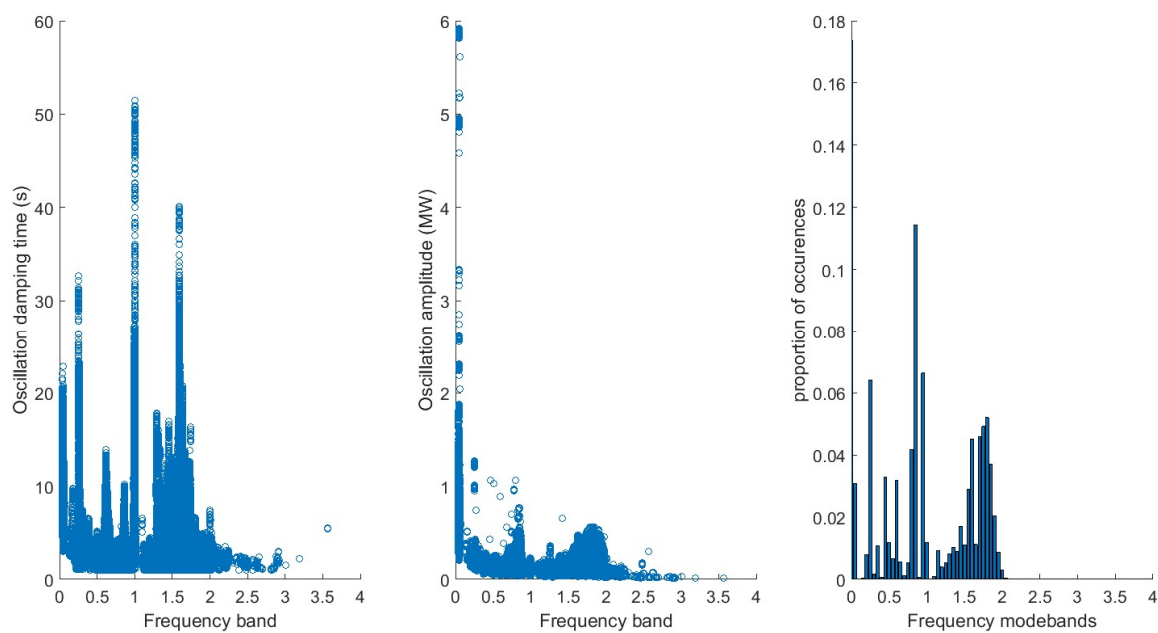 60
50
40
30
20
10
0
Oscillation damping time (s)
0 0.5 1 1.5 2 2.5 3 3.5 4
Frequency band
6
5
4
3
2
1
0
Oscillation amplitude (MW)
0 0.5 1 1.5 2 2.5 3 3.5 4
Frequency band
0.18
0.16
0.14
0.12
0.1
0.08
0.06
0.04
0.02
0
proportion of occurences
0 0.5 1 1.5 2 2.5 3 3.5 4
Frequency modebands